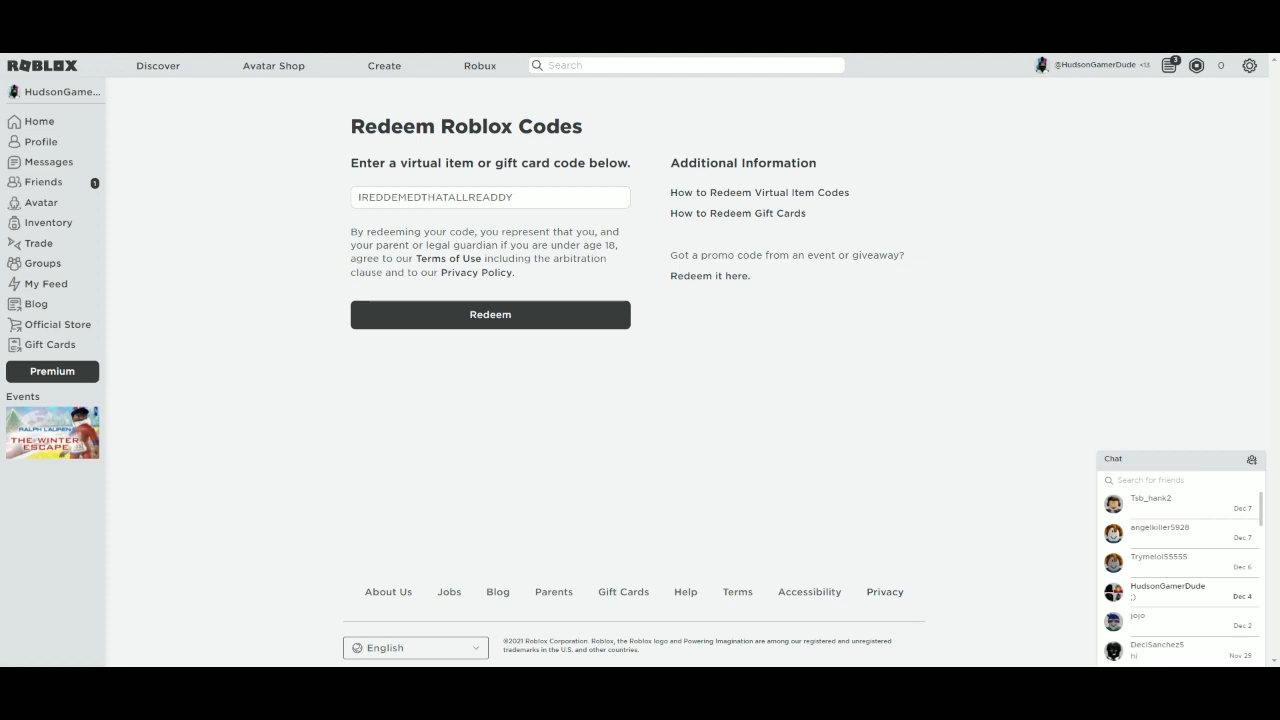 ROBLOX
Discover
Avatar Shop
Create
Robux
Search
@HudsonGamerDude <13
3
0
HudsonGame...
Home
Profile
Messages
Friends
1
Avatar
Inventory
Trade
Groups
My Feed
Blog
Official Store
Gift Cards
Premium
Events
RALPH LAUREN
THE WINTER
ESCAPE
Redeem Roblox Codes
Enter a virtual item or gift card code below.
IREDDEMEDTHATALLREADDY
By redeeming your code, you represent that you, and
your parent or legal guardian if you are under age 18,
agree to our Terms of Use including the arbitration
clause and to our Privacy Policy.
Redeem
Additional Information
How to Redeem Virtual Item Codes
How to Redeem Gift Cards
Got a promo code from an event or giveaway?
Redeem it here.
Chat
Search for friends
Tsb_hank2
Dec 7
angelkiller5928
Dec 7
Trymelol55555
Dec 6
HudsonGamerDude
;)
Dec 4
jojo
Dec 2
DeciSanchez5
hi
Nov 29
About Us
Jobs
Blog
Parents
Gift Cards
Help
Terms
Accessibility
Privacy
English
©2021 Roblox Corporation. Roblox, the Roblox logo and Powering Imagination are among our registered and unregistered
trademarks in the U.S. and other countries.